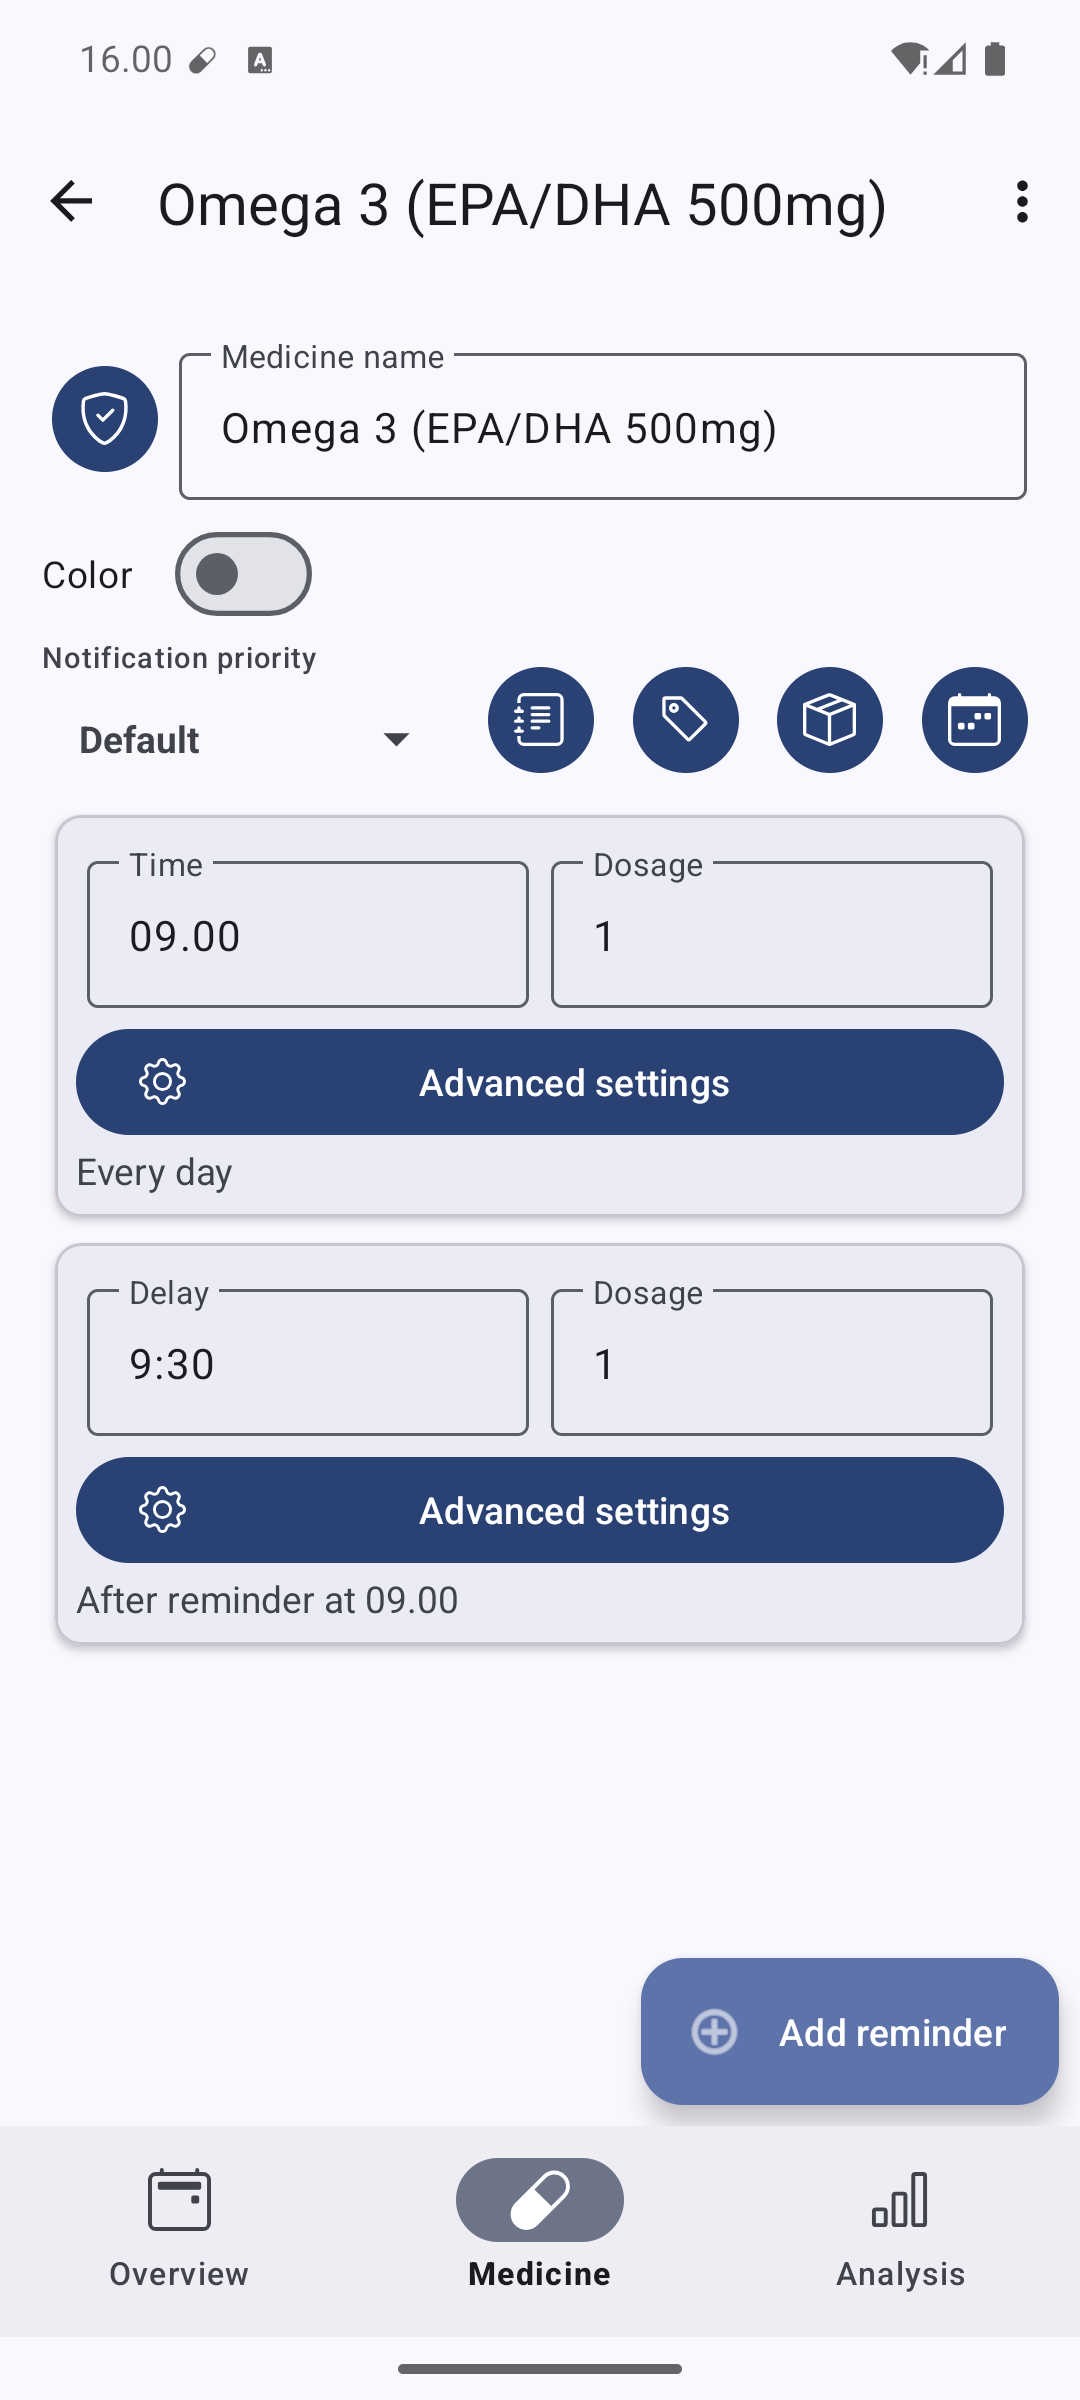 16.00
Omega 3 (EPA/DHA 500mg)
Medicine name
Omega 3 (EPA/DHA 500mg)
Color
Notification priority
Default
Time
09.00
Dosage
1
Advanced settings
Every day
Delay
9:30
Dosage
1
Advanced settings
After reminder at 09.00
Add reminder
Overview
Medicine
Analysis